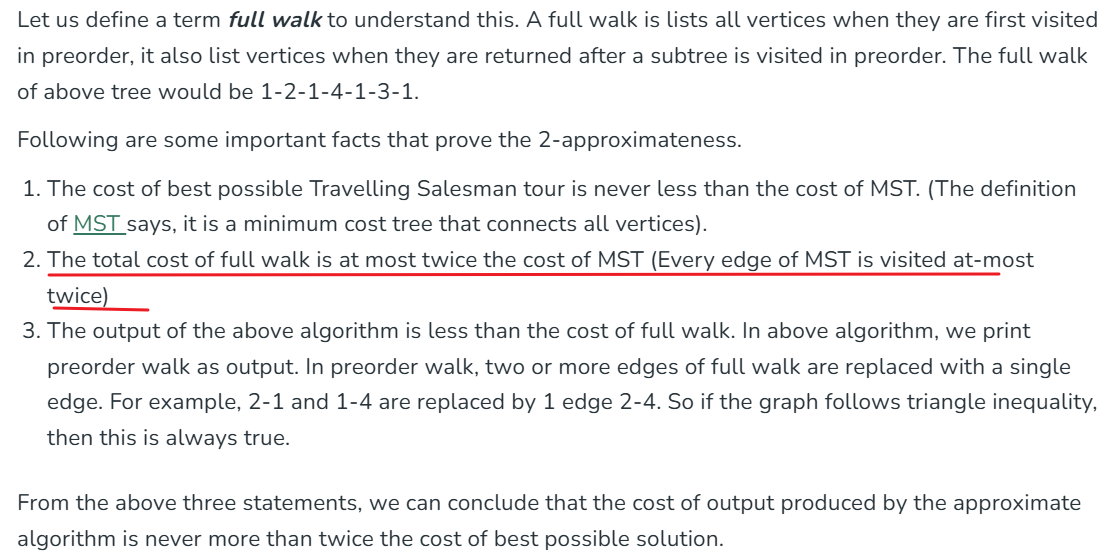 Let us define a term full walk to understand this. A full walk is lists all vertices when they are first visited
in preorder, it also list vertices when they are returned after a subtree is visited in preorder. The full walk
of above tree would be 1-2-1-4-1-3-1.
Following are some important facts that prove the 2-approximateness.
1. The cost of best possible Travelling Salesman tour is never less than the cost of MST. (The definition
of MST says, it is a minimum cost tree that connects all vertices).
2. The total cost of full walk is at most twice the cost of MST (Every edge of MST is visited at-most
twice)
3. The output of the above algorithm is less than the cost of full walk. In above algorithm, we print
preorder walk as output. In preorder walk, two or more edges of full walk are replaced with a single
edge. For example, 2-1 and 1-4 are replaced by 1 edge 2-4. So if the graph follows triangle inequality,
then this is always true.
From the above three statements, we can conclude that the cost of output produced by the approximate
algorithm is never more than twice the cost of best possible solution.